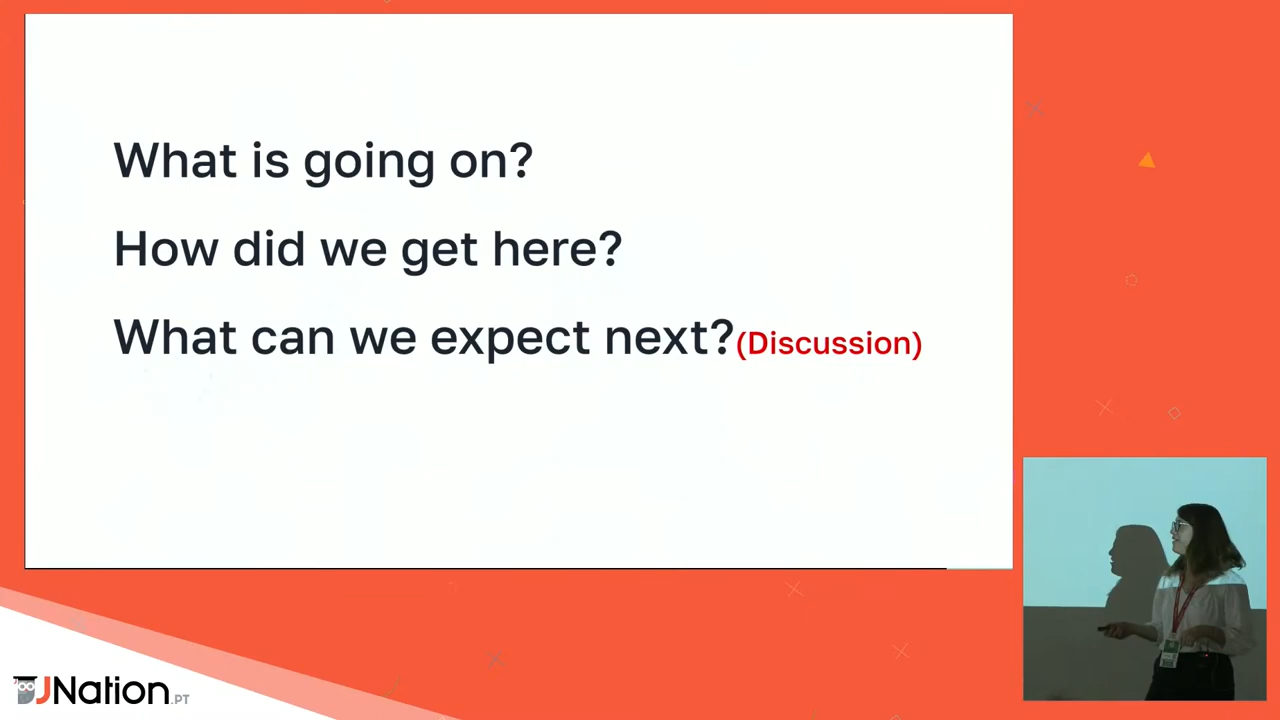 What is going on?
How did we get here?
What can we expect next?(Discussion)
JNation.PT